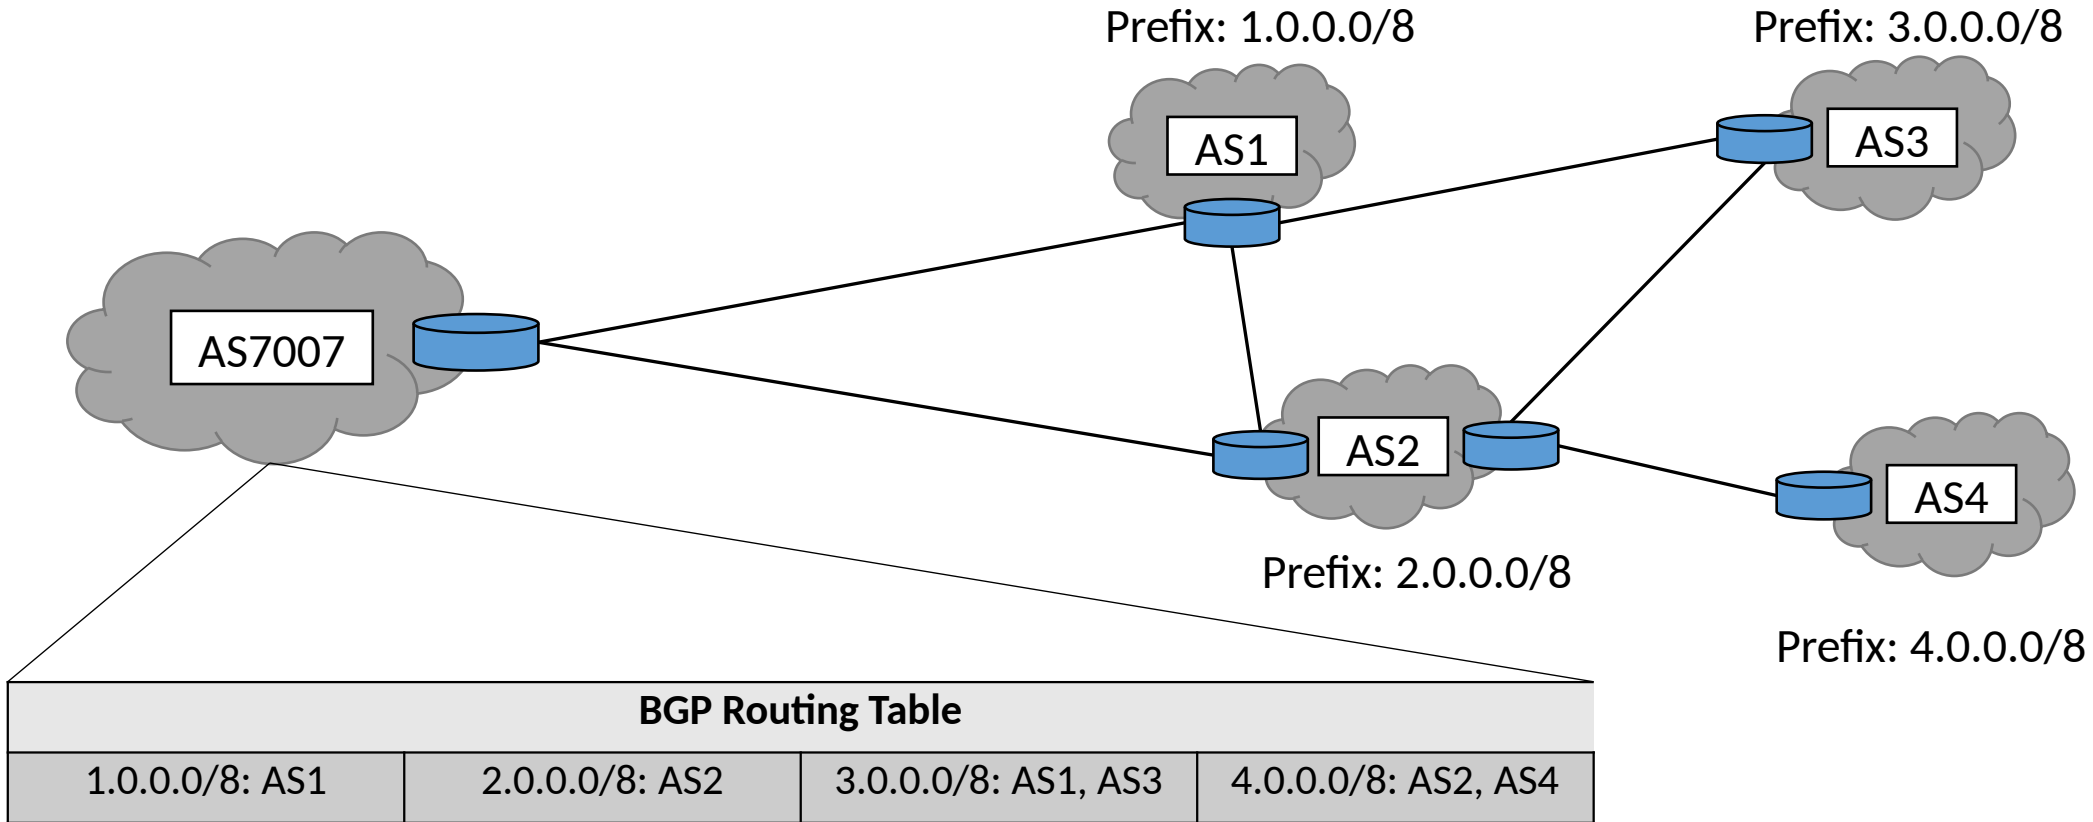 Prefix: 1.0.0.0/8
Prefix: 3.0.0.0/8
AS1
AS3
AS7007
AS2
AS4
Prefix: 2.0.0.0/8
Prefix: 4.0.0.0/8
BGP Routing Table
1.0.0.0/8: AS1
2.0.0.0/8: AS2
3.0.0.0/8: AS1, AS3
4.0.0.0/8: AS2, AS4